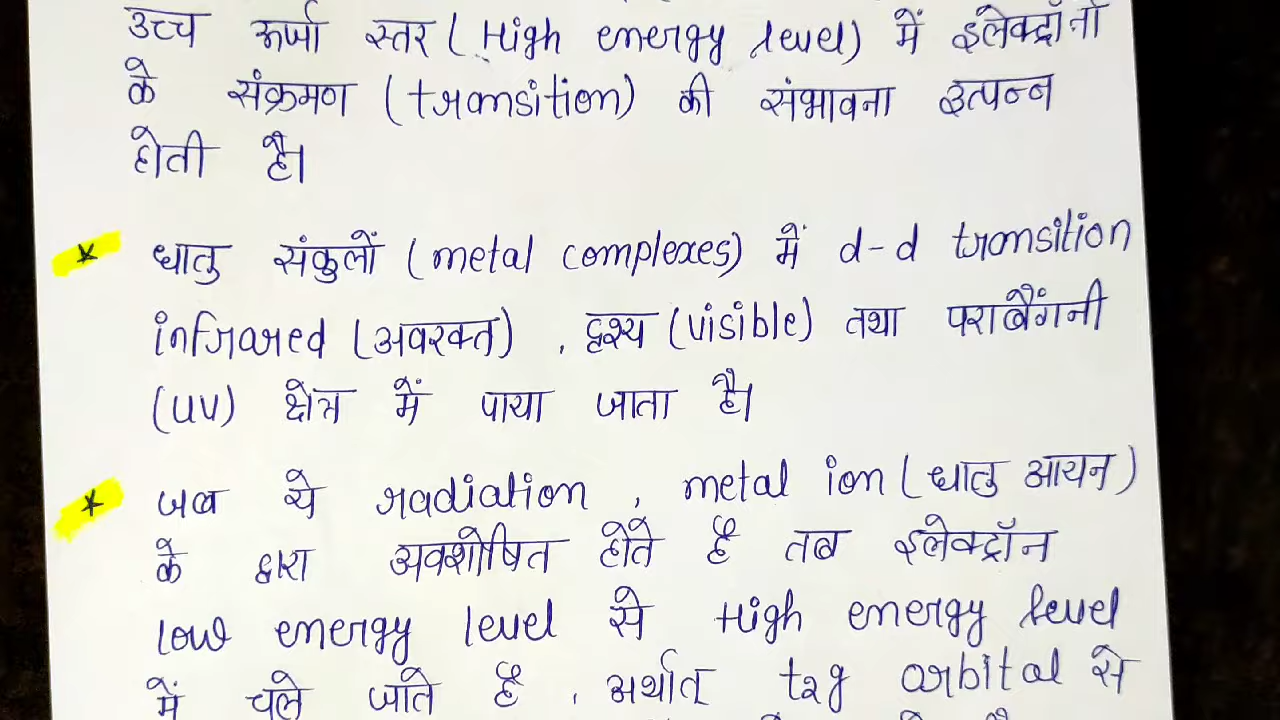 उच्च ऊर्जा स्तर ( High energy level) में इलेक्ट्रॉनों
के संक्रमण (transition) की संभावना उत्पन्न
होती है।
* धातु संकुलों (metal complexes) में d-d transition
infrared (अवरक्त) , दृश्य (visible) तथा पराबैंगनी
(UV) क्षेत्र में पाया जाता है।
* जब ये radiation , metal ion (धातु आयन)
के द्वारा अवशोषित होते है तब इलेक्ट्रॉन
low energy level से High energy level
में चले जाते है , अर्थात् t2g orbital से